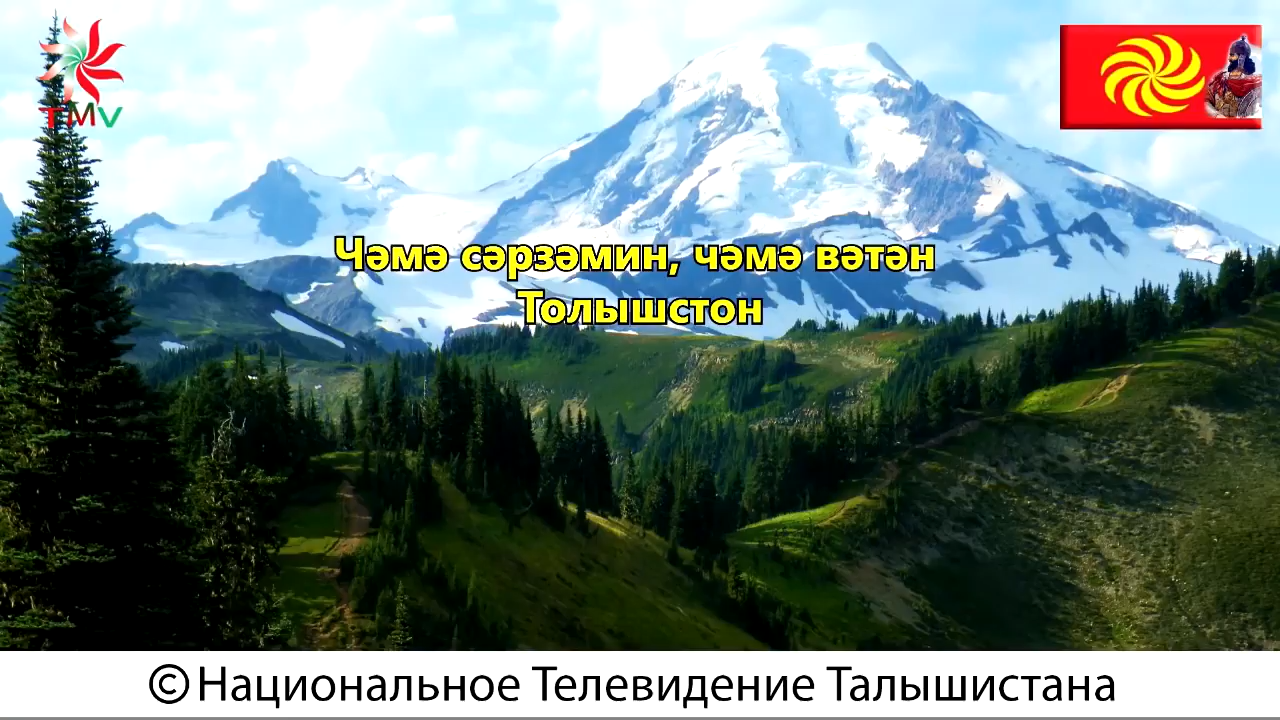 TMV
Чәмә сәрзәмин, чәмә вәтән
Толышстон
©Национальное Телевидение Талышистана